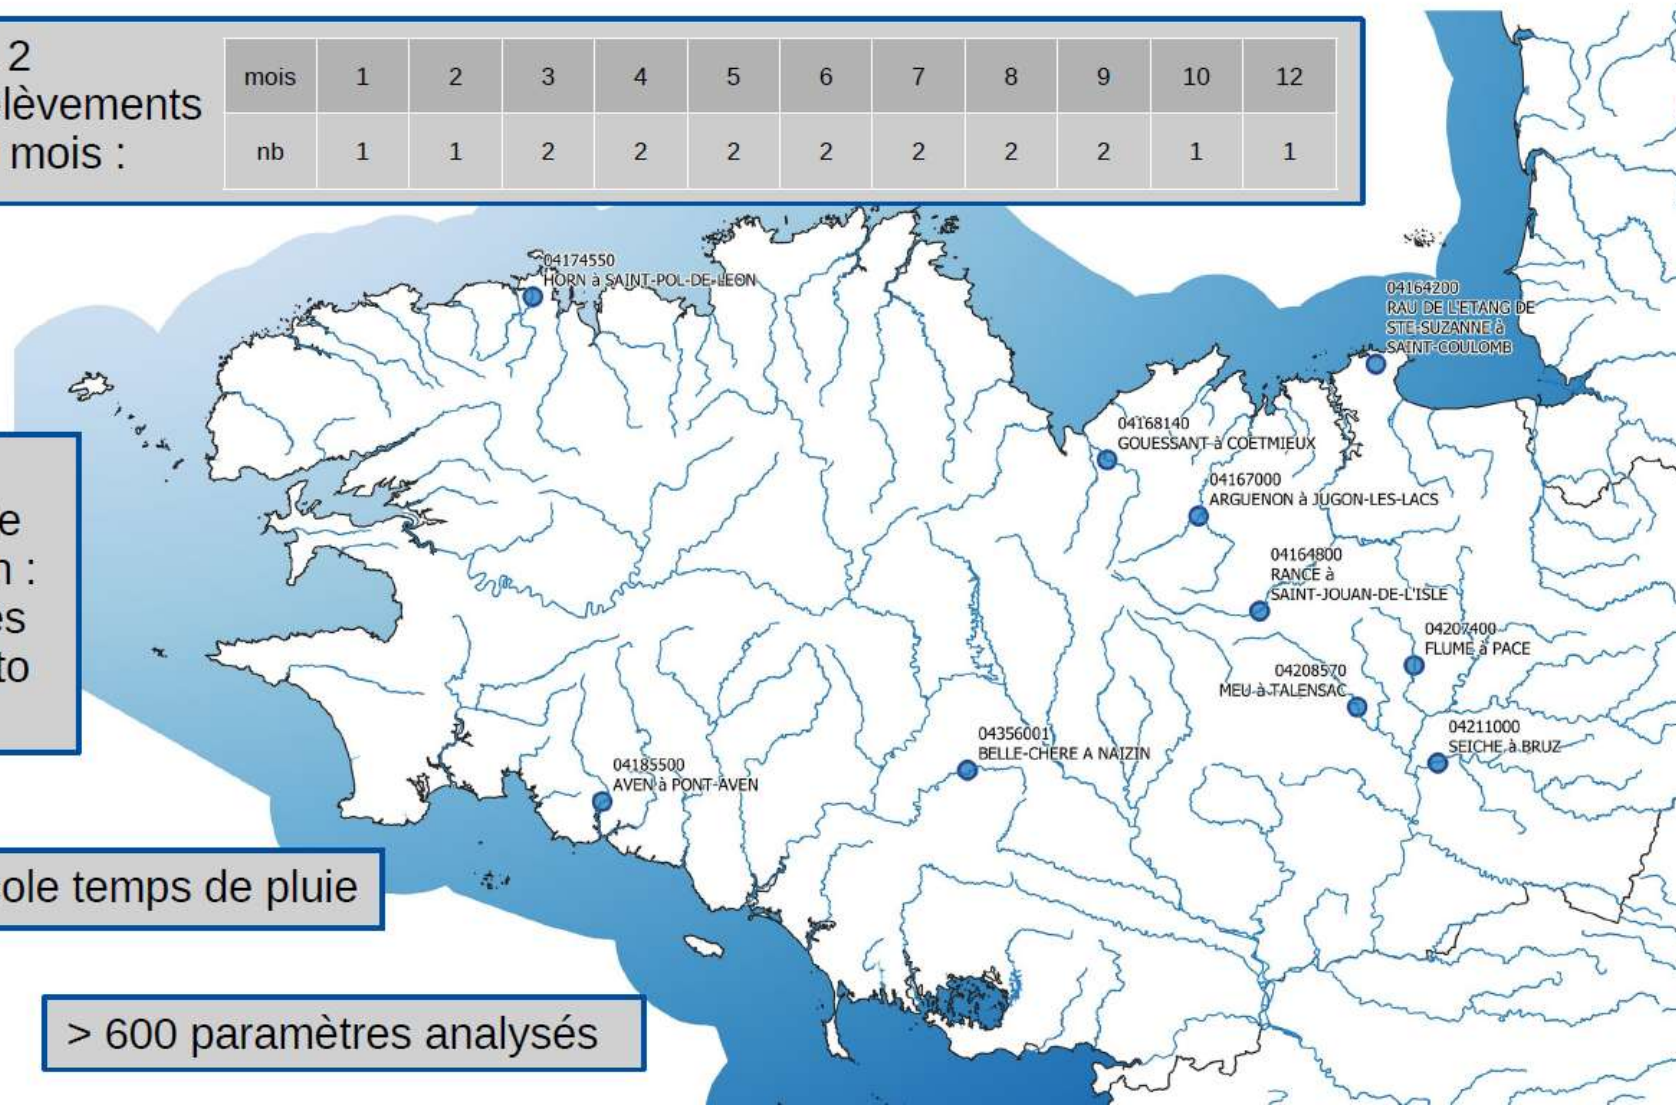 2
lèvements
mois :
mois 1 2 3 4 5 6 7 8 9 10 12
nb 1 1 2 2 2 2 2 2 2 1 1
04174550
HORN à SAINT-POL-DE-LEON
04164200
RAU DE L'ETANG DE
STE-SUZANNE à
SAINT-COULOMB
04168140
GOUESSANT à COETMIEUX
04167000
ARGUENON à JUGON-LES-LACS
04164800
RANCE à
SAINT-JOUAN-DE-L'ISLE
04207400
FLUME à PACE
04208570
MEU à TALENSAC
04211000
SEICHE à BRUZ
04356001
BELLE-CHERE A NAIZIN
04185500
AVEN à PONT-AVEN
e
n :
es
to
ole temps de pluie
> 600 paramètres analysés